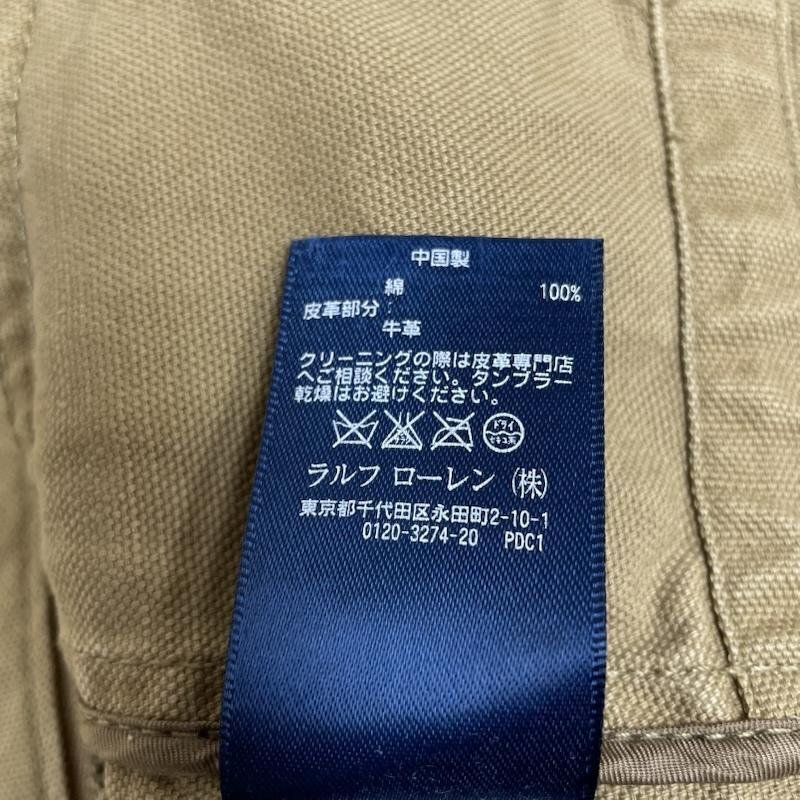 中国製
綿 100%
皮革部分:
牛革
クリーニングの際は皮革専門店
へご相談ください。タンブラー
乾燥はお避けください。
ドライ
セキユ系
ラルフ ローレン (株)
東京都千代田区永田町2-10-1
0120-3274-20 PDC1